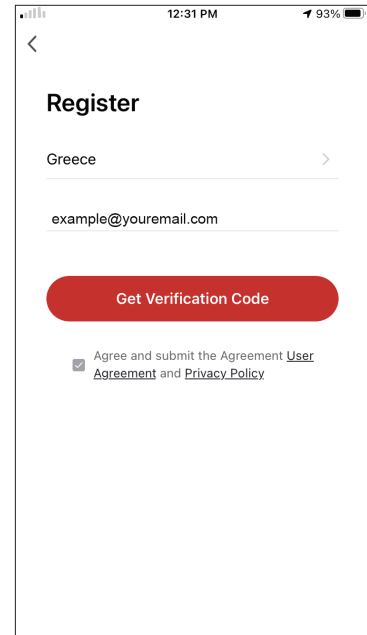 12:31 PM 93%
Register
Greece
example@youremail.com
Get Verification Code
Agree and submit the Agreement User
Agreement and Privacy Policy